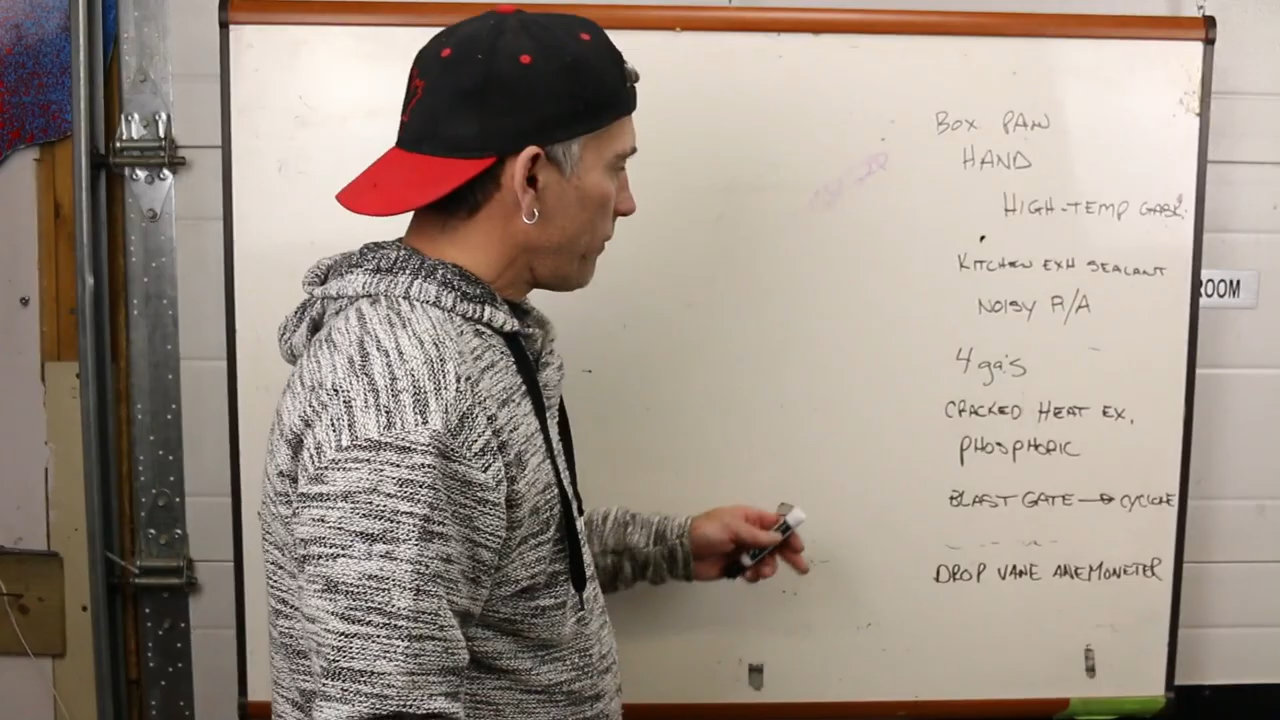 BOX PAN
HAND
HIGH-TEMP GASK.
KITCHEN EXH SEALANT
ROOM
NOISY R/A
4 gas
CRACKED HEAT EX.
PHOSPHORIC
BLAST GATE → CYCLONE
DROP VANE ANEMOMETER